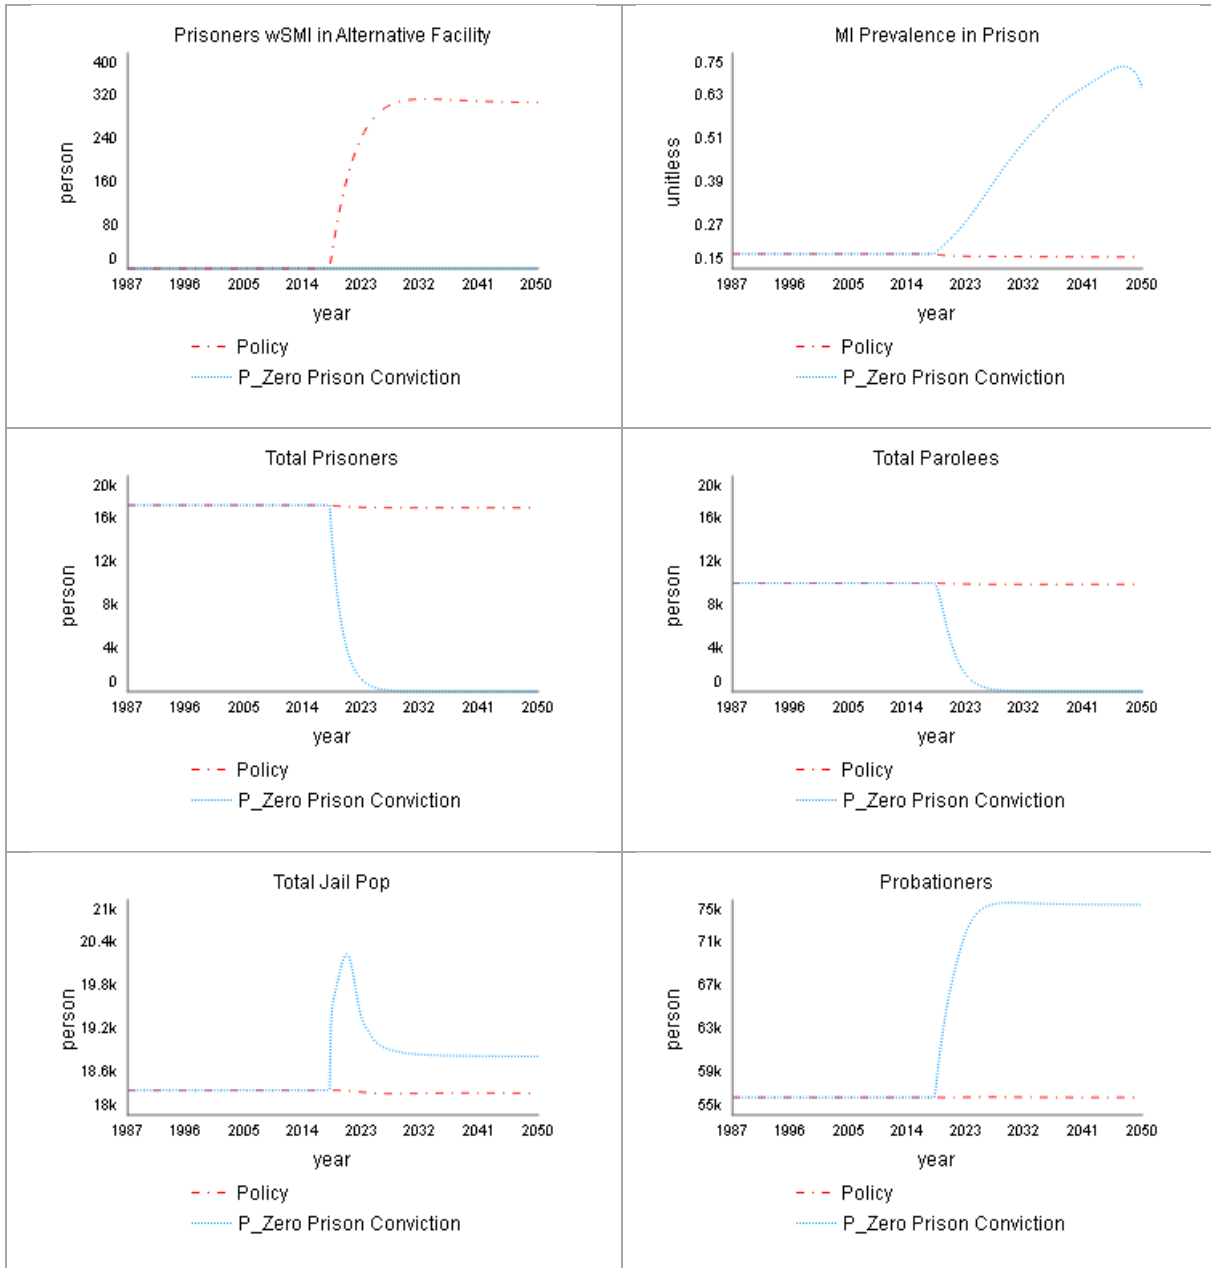 Prisoners wSMI in Alternative Facility
400
320
240
160
80
0
person
1987 1996 2005 2014 2023 2032 2041 2050
year
Policy
P_Zero Prison Conviction
MI Prevalence in Prison
0.75
0.63
0.51
0.39
0.27
0.15
unitless
1987 1996 2005 2014 2023 2032 2041 2050
year
Policy
P_Zero Prison Conviction
Total Prisoners
20k
16k
12k
8k
4k
0
person
1987 1996 2005 2014 2023 2032 2041 2050
year
Policy
P_Zero Prison Conviction
Total Parolees
20k
16k
12k
8k
4k
0
person
1987 1996 2005 2014 2023 2032 2041 2050
year
Policy
P_Zero Prison Conviction
Total Jail Pop
21k
20.4k
19.8k
19.2k
18.6k
18k
person
1987 1996 2005 2014 2023 2032 2041 2050
year
Policy
P_Zero Prison Conviction
Probationers
75k
71k
67k
63k
59k
55k
person
1987 1996 2005 2014 2023 2032 2041 2050
year
Policy
P_Zero Prison Conviction